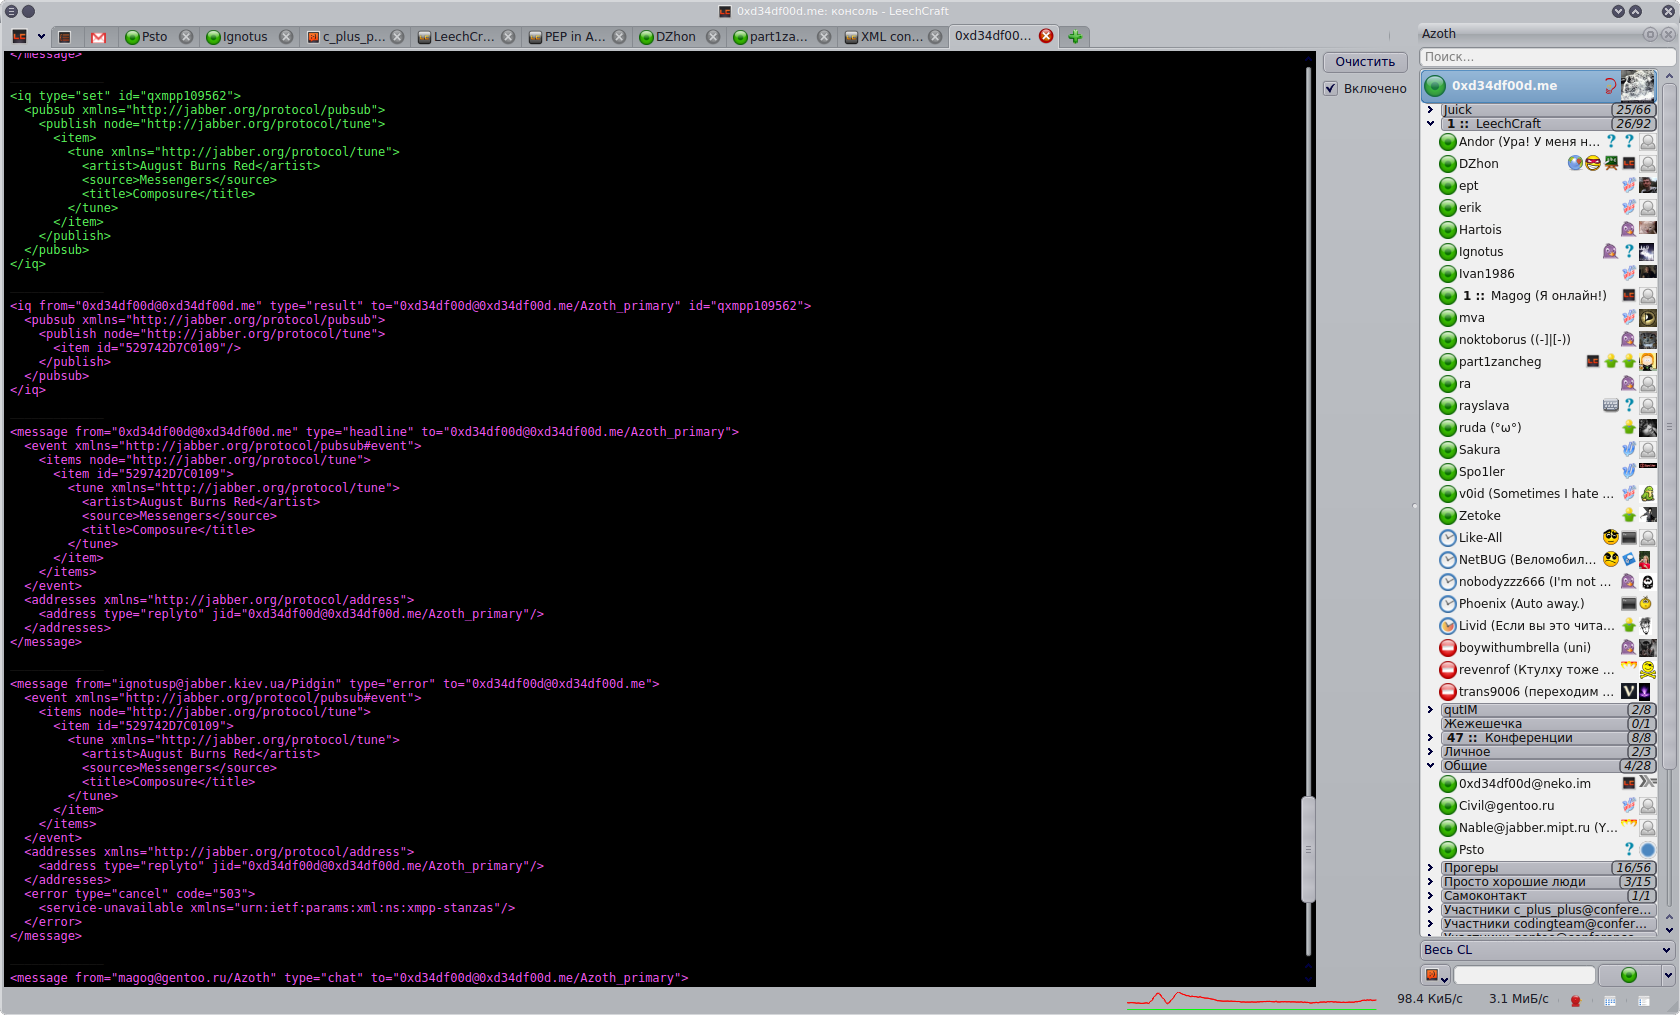 0xd34df00d.me: консоль - LeechCraft
Psto
Ignotus
c_plus_p...
LeechCr...
PEP in A...
DZhon
part1za...
XML con...
0xd34df00...
</message>
<iq type="set" id="qxmpp109562">
<pubsub xmlns="http://jabber.org/protocol/pubsub">
<publish node="http://jabber.org/protocol/tune">
<item>
<tune xmlns="http://jabber.org/protocol/tune">
<artist>August Burns Red</artist>
<source>Messengers</source>
<title>Composure</title>
</tune>
</item>
</publish>
</pubsub>
</iq>
<iq from="0xd34df00d@0xd34df00d.me" type="result" to="0xd34df00d@0xd34df00d.me/Azoth_primary" id="qxmpp109562">
<pubsub xmlns="http://jabber.org/protocol/pubsub">
<publish node="http://jabber.org/protocol/tune">
<item id="529742D7C0109"/>
</publish>
</pubsub>
</iq>
<message from="0xd34df00d@0xd34df00d.me" type="headline" to="0xd34df00d@0xd34df00d.me/Azoth_primary">
<event xmlns="http://jabber.org/protocol/pubsub#event">
<items node="http://jabber.org/protocol/tune">
<item id="529742D7C0109">
<tune xmlns="http://jabber.org/protocol/tune">
<artist>August Burns Red</artist>
<source>Messengers</source>
<title>Composure</title>
</tune>
</item>
</items>
</event>
<addresses xmlns="http://jabber.org/protocol/address">
<address type="replyto" jid="0xd34df00d@0xd34df00d.me/Azoth_primary"/>
</addresses>
</message>
<message from="ignotusp@jabber.kiev.ua/Pidgin" type="error" to="0xd34df00d@0xd34df00d.me">
<event xmlns="http://jabber.org/protocol/pubsub#event">
<items node="http://jabber.org/protocol/tune">
<item id="529742D7C0109">
<tune xmlns="http://jabber.org/protocol/tune">
<artist>August Burns Red</artist>
<source>Messengers</source>
<title>Composure</title>
</tune>
</item>
</items>
</event>
<addresses xmlns="http://jabber.org/protocol/address">
<address type="replyto" jid="0xd34df00d@0xd34df00d.me/Azoth_primary"/>
</addresses>
<error type="cancel" code="503">
<service-unavailable xmlns="urn:ietf:params:xml:ns:xmpp-stanzas"/>
</error>
</message>
<message from="magog@gentoo.ru/Azoth" type="chat" to="0xd34df00d@0xd34df00d.me/Azoth_primary">
Очистить
Включено
Azoth
Поиск...
0xd34df00d.me
Juick 25/66
1 :: LeechCraft 26/92
Andor (Ура! У меня н...
DZhon
ept
erik
Hartois
Ignotus
Ivan1986
1 :: Magog (Я онлайн!)
mva
noktoborus ((-]|[-))
part1zancheg
ra
rayslava
ruda (°ω°)
Sakura
Spo1ler
v0id (Sometimes I hate ...
Zetoke
Like-All
NetBUG (Веломобил...
nobodyzzz666 (I'm not ...
Phoenix (Auto away.)
Livid (Если вы это чита...
boywithumbrella (uni)
revenrof (Ктулху тоже ...
trans9006 (переходим ...
qutIM 2/8
Жежешечка 0/1
47 :: Конференции 8/8
Личное 2/3
Общие 4/28
0xd34df00d@neko.im
Civil@gentoo.ru
Nable@jabber.mipt.ru (Y...
Psto
Прогеры 16/56
Просто хорошие люди 3/15
Самоконтакт 1/1
Участники c_plus_plus@confere...
Участники codingteam@confer...
Весь CL
98.4 КиБ/с 3.1 МиБ/с